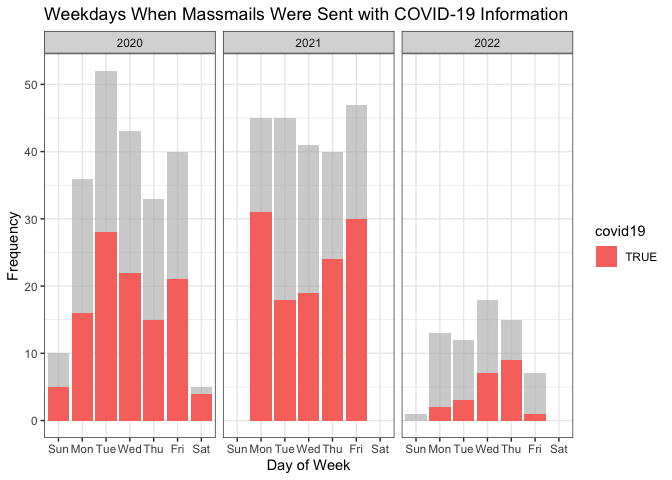 Weekdays When Massmails Were Sent with COVID-19 Information
2020 2021 2022
50
40
30
20
10
0
Frequency
Sun Mon Tue Wed Thu Fri Sat Sun Mon Tue Wed Thu Fri Sat Sun Mon Tue Wed Thu Fri Sat
Day of Week
covid19
TRUE